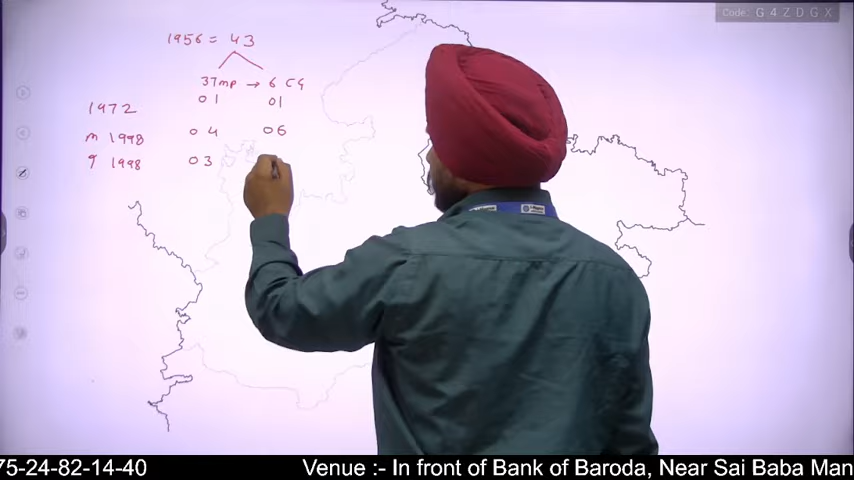 Code: G4ZDGX
1956 = 43
37mp → 6 CG
01 01
1972
m 1998 04 06
9 1998 03
75-24-82-14-40 Venue :- In front of Bank of Baroda, Near Sai Baba Man